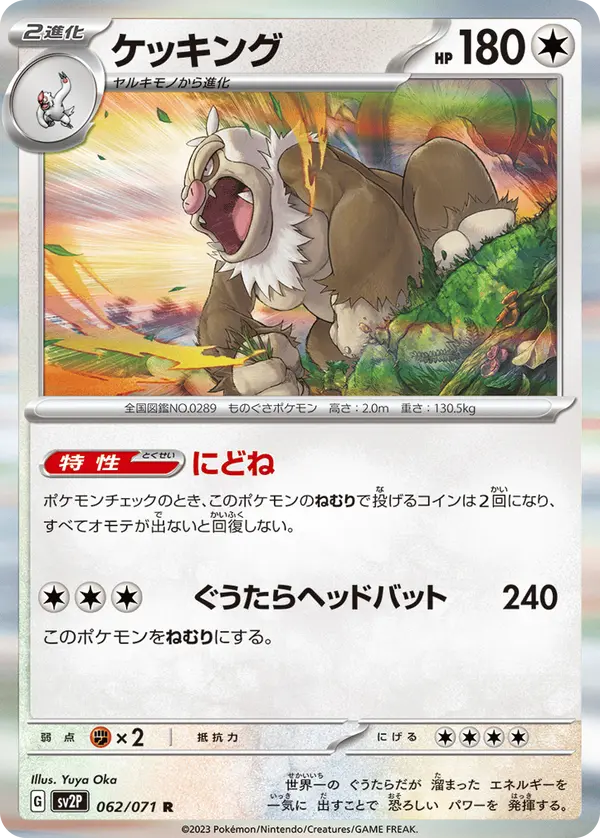 2進化
ケッキング
HP 180
ヤルキモノから進化
全国図鑑NO.0289 ものぐさポケモン 高さ:2.0m 重さ:130.5kg
特性 とくせい にどね
ポケモンチェックのとき、このポケモンのねむりで投げるコインは2回になり、
すべてオモテが出ないと回復しない。
ぐうたらヘッドバット 240
このポケモンをねむりにする。
弱点 ×2 抵抗力 にげる
Illus. Yuya Oka
G sv2P 062/071 R
世界一の ぐうたらだが 溜まった エネルギーを
一気に 出すことで 恐ろしい パワーを 発揮する。
©2023 Pokémon/Nintendo/Creatures/GAME FREAK.